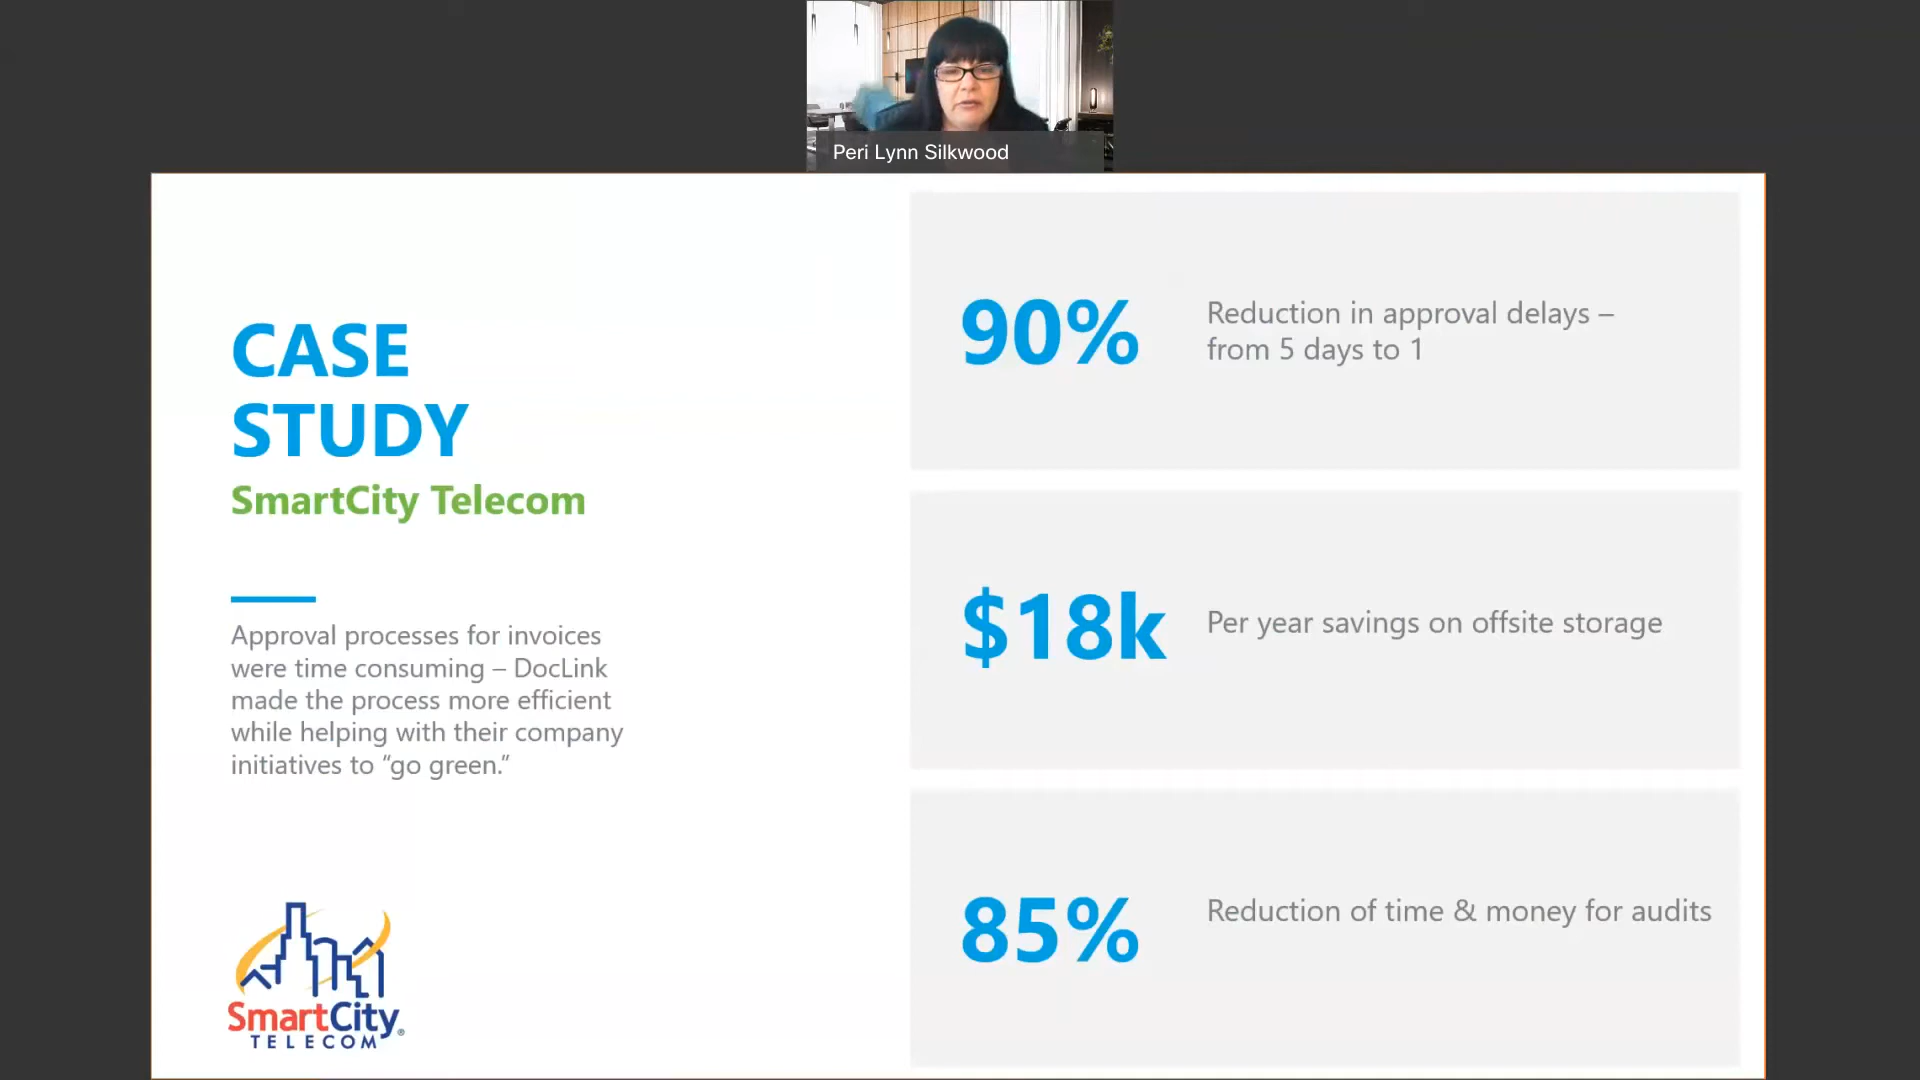 Peri Lynn Silkwood
CASE
STUDY
SmartCity Telecom
Approval processes for invoices
were time consuming – DocLink
made the process more efficient
while helping with their company
initiatives to “go green.”
SmartCity®
TELECOM
90%
Reduction in approval delays –
from 5 days to 1
$18k
Per year savings on offsite storage
85%
Reduction of time & money for audits